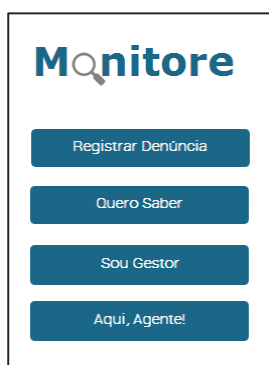 Monitore
Registrar Denúncia
Quero Saber
Sou Gestor
Aqui, Agente!